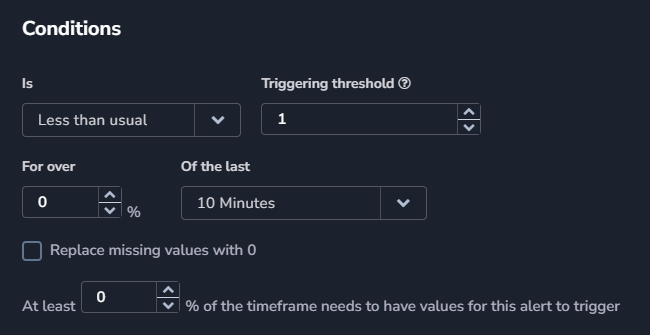 Conditions
Is
Triggering threshold ?
Less than usual
1
For over
Of the last
0
%
10 Minutes
Replace missing values with 0
At least 0 % of the timeframe needs to have values for this alert to trigger